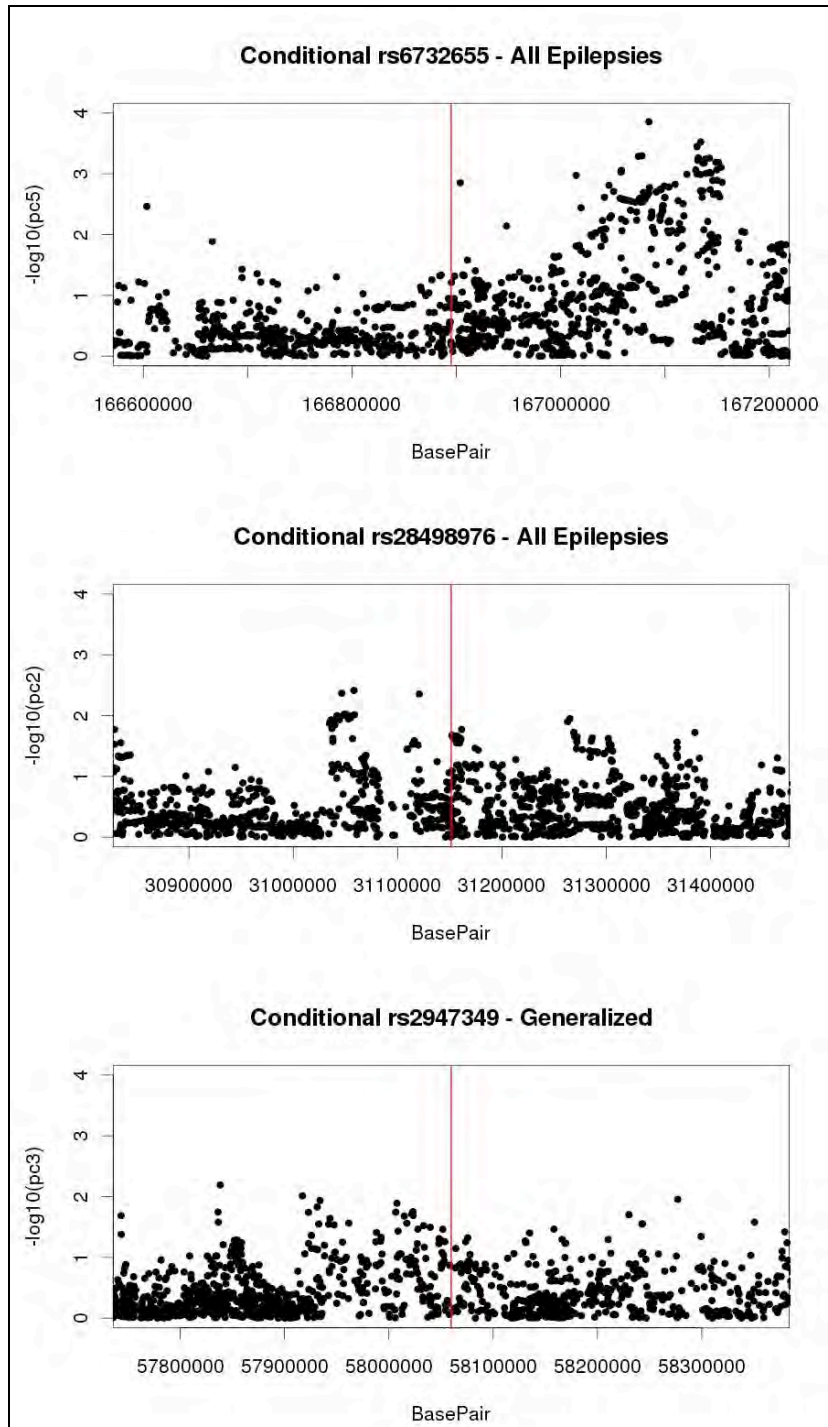 Conditional rs6732655 - All Epilepsies
-log10(pc5)
4
3
2
1
0
166600000 166800000 167000000 167200000
BasePair
Conditional rs28498976 - All Epilepsies
-log10(pc2)
4
3
2
1
0
30900000 31000000 31100000 31200000 31300000 31400000
BasePair
Conditional rs2947349 - Generalized
-log10(pc3)
4
3
2
1
0
57800000 57900000 58000000 58100000 58200000 58300000
BasePair